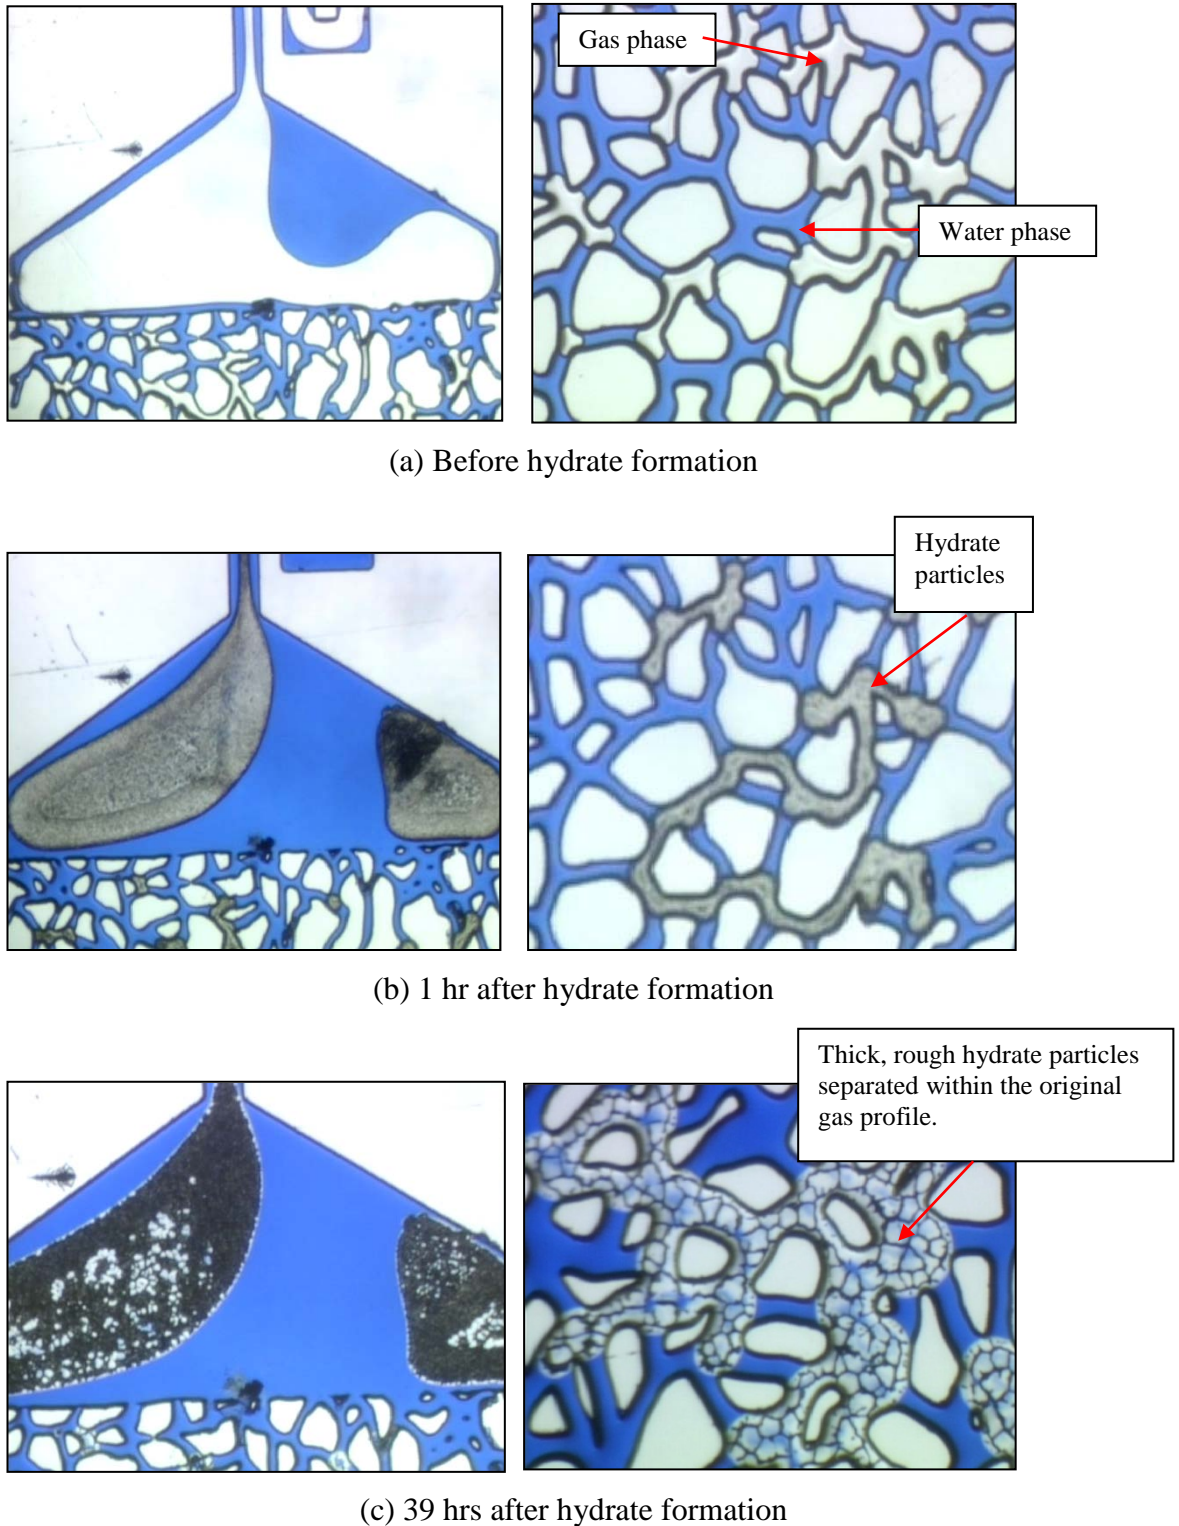 Gas phase
Water phase
(a) Before hydrate formation
Hydrate
particles
(b) 1 hr after hydrate formation
Thick, rough hydrate particles
separated within the original
gas profile.
(c) 39 hrs after hydrate formation